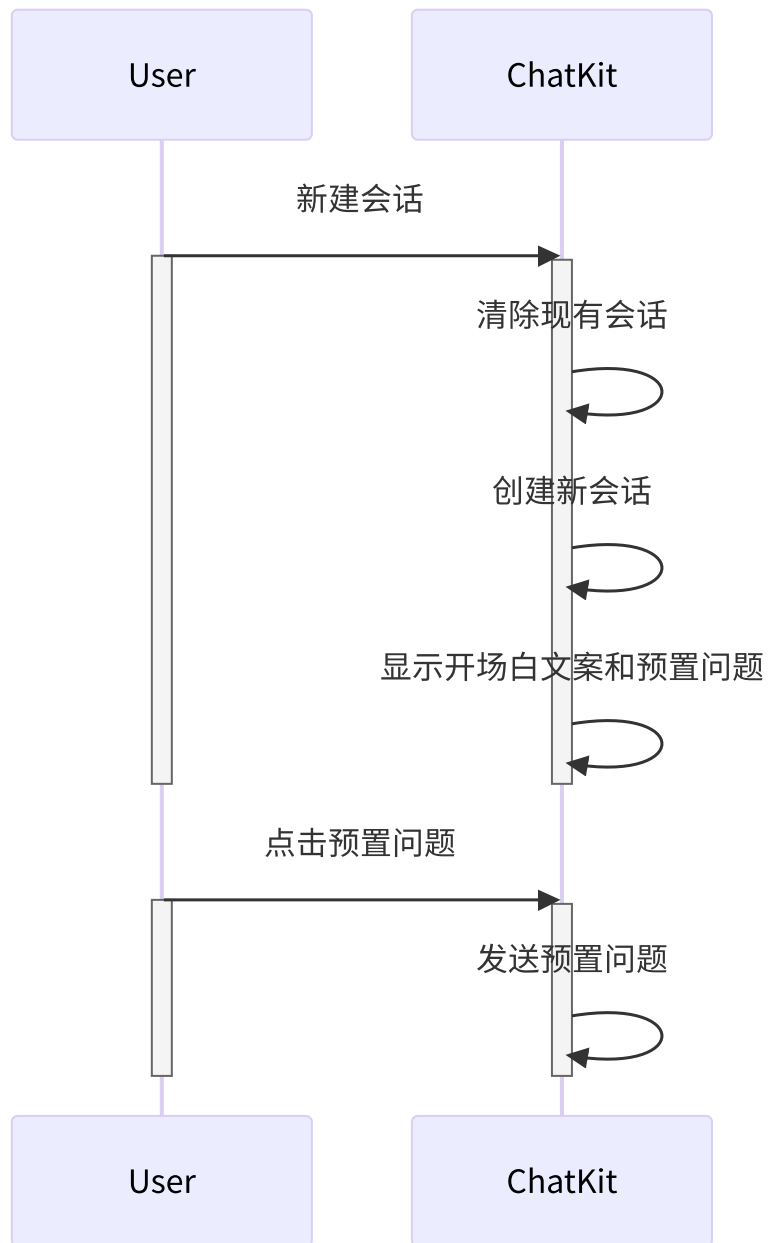 User
ChatKit
新建会话
清除现有会话
创建新会话
显示开场白文案和预置问题
点击预置问题
发送预置问题
User
ChatKit